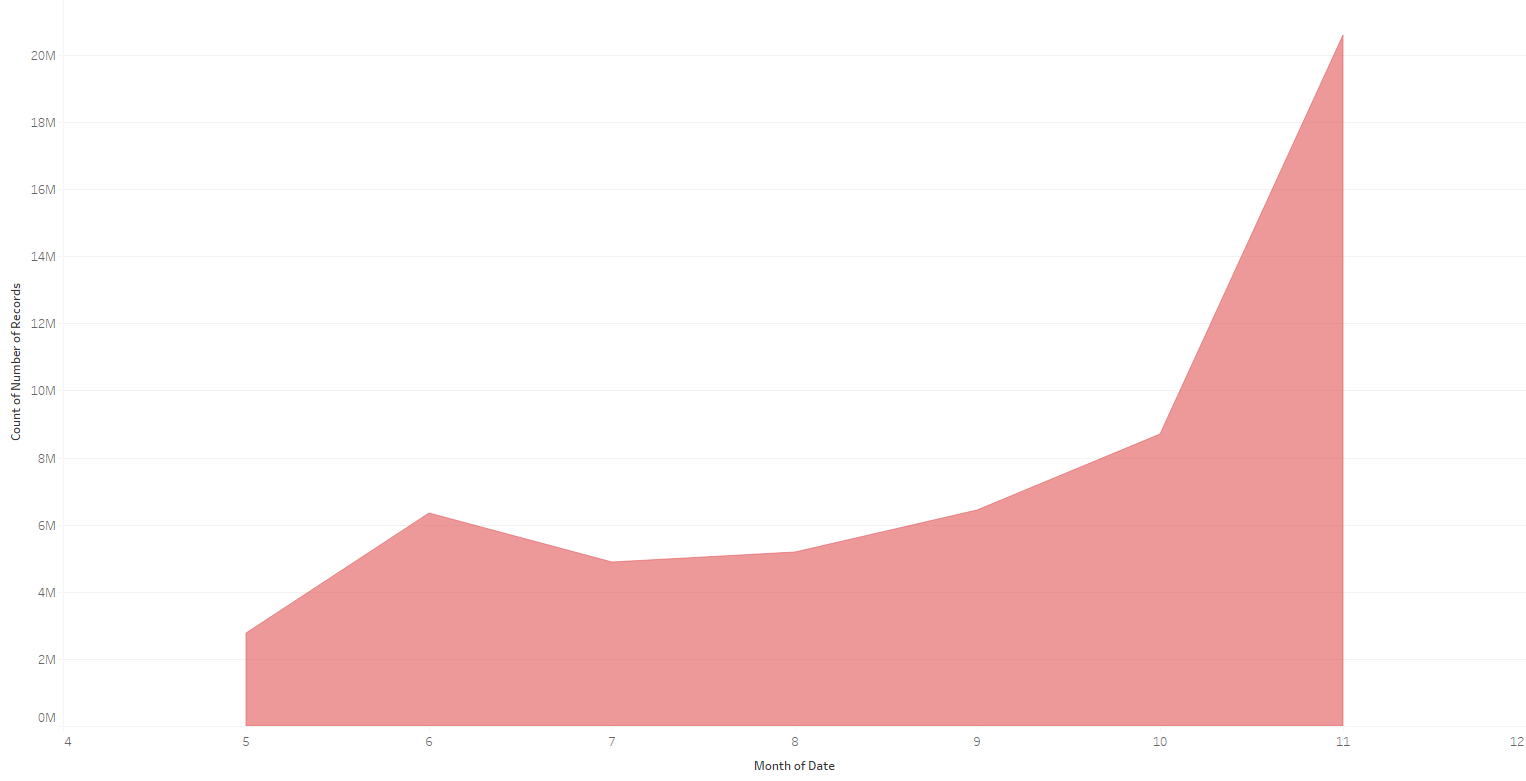 20M
18M
16M
14M
12M
10M
8M
6M
4M
2M
0M
Count of Number of Records
4 5 6 7 8 9 10 11 12
Month of Date